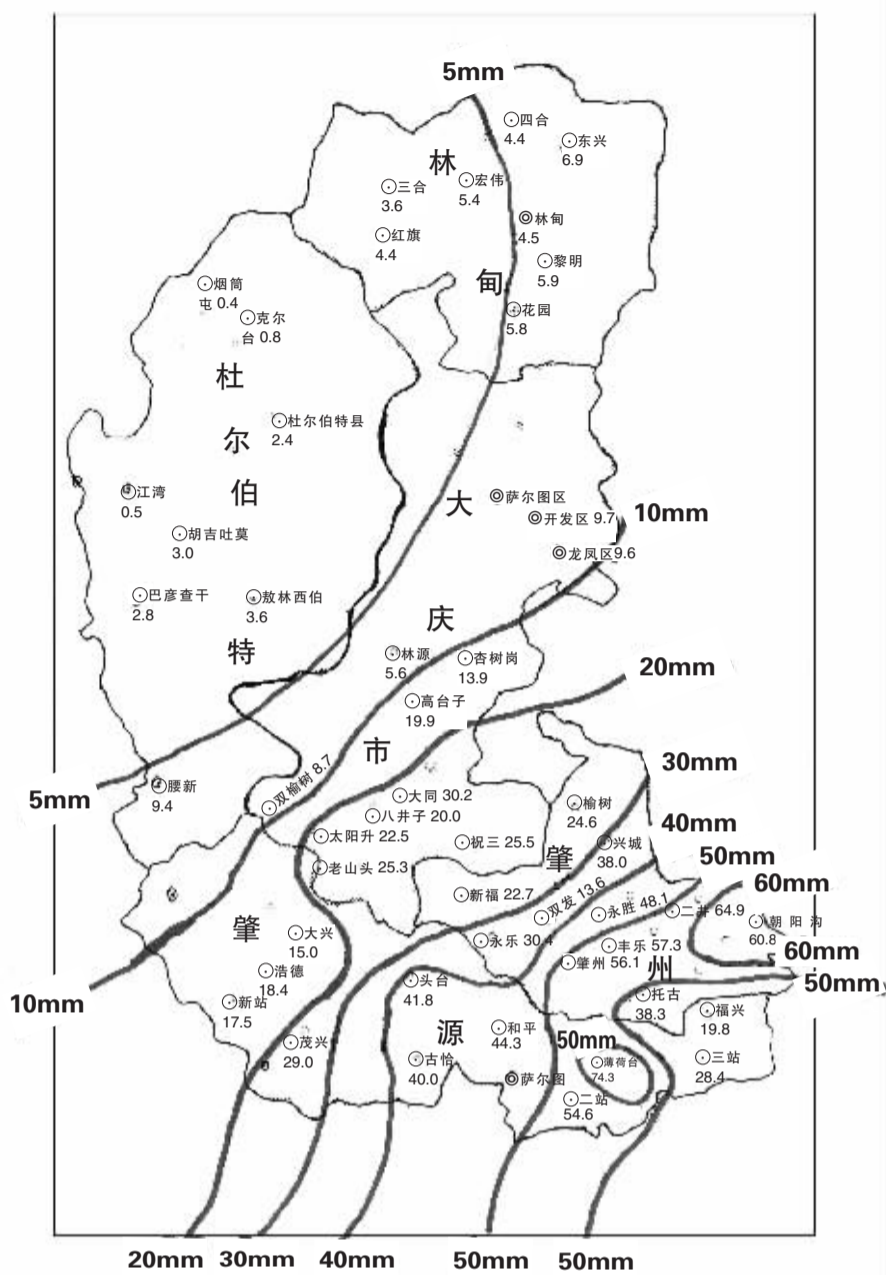 5mm
四合
4.4
东兴
6.9
林
宏伟
5.4
三合
3.6
林甸
4.5
红旗
4.4
黎明
5.9
甸
花园
5.8
烟筒
屯 0.4
克尔
台 0.8
杜
杜尔伯特县
2.4
尔
伯
江湾
0.5
大
萨尔图区
开发区 9.7
10mm
胡吉吐莫
3.0
龙凤区9.6
巴彦查干
2.8
敖林西伯
3.6
庆
特
林源
5.6
杏树岗
13.9
20mm
高台子
19.9
市
30mm
双榆树 8.7
腰新
9.4
5mm
大同 30.2
榆树
24.6
八井子 20.0
40mm
太阳升 22.5
祝三 25.5
兴城
38.0
肇
50mm
老山头 25.3
60mm
新福 22.7
双发 13.6
永胜 48.1
二井 64.9
朝阳沟
60.8
肇
大兴
15.0
永乐 30.4
丰乐 57.3
60mm
肇州 56.1
州
浩德
18.4
头台
41.8
50mm
10mm
新站
17.5
托古
38.3
福兴
19.8
源
和平
44.3
茂兴
29.0
50mm
古恰
40.0
薄荷台
74.3
三站
28.4
萨尔图
二站
54.6
20mm
30mm
40mm
50mm
50mm